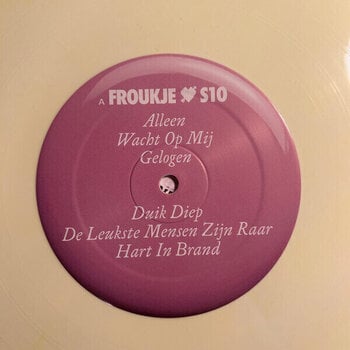 A FROUKJE S10
Alleen
Wacht Op Mij
Gelogen
Duik Diep
De Leukste Mensen Zijn Raar
Hart In Brand